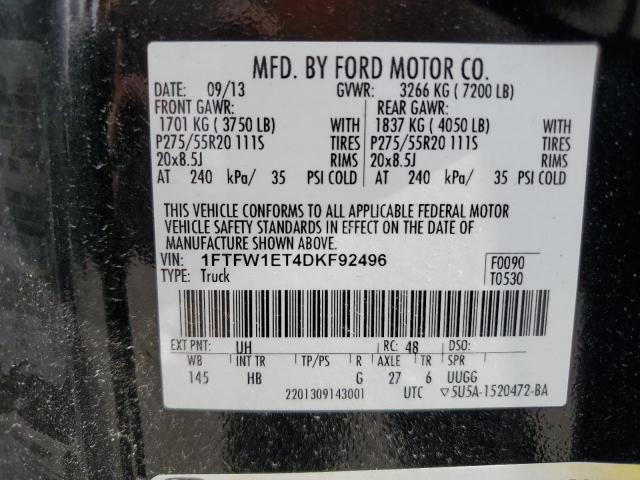 MFD. BY FORD MOTOR CO.
DATE: 09/13 GVWR: 3266 KG ( 7200 LB)
FRONT GAWR: REAR GAWR:
1701 KG ( 3750 LB) WITH 1837 KG ( 4050 LB) WITH
P275/55R20 111S TIRES P275/55R20 111S TIRES
20x8.5J RIMS 20x8.5J RIMS
AT 240 kPa/ 35 PSI COLD AT 240 kPa/ 35 PSI COLD
THIS VEHICLE CONFORMS TO ALL APPLICABLE FEDERAL MOTOR
VEHICLE SAFETY STANDARDS IN EFFECT ON THE DATE OF
MANUFACTURE SHOWN ABOVE.
VIN: 1FTFW1ET4DKF92496 F0090
TYPE: Truck T0530
EXT PNT: UH RC: 48 DSO:
WB INT TR TP/PS R AXLE TR SPR
145 HB G 27 6 UUGG
2201309143001 UTC ▽5U5A-1520472-BA